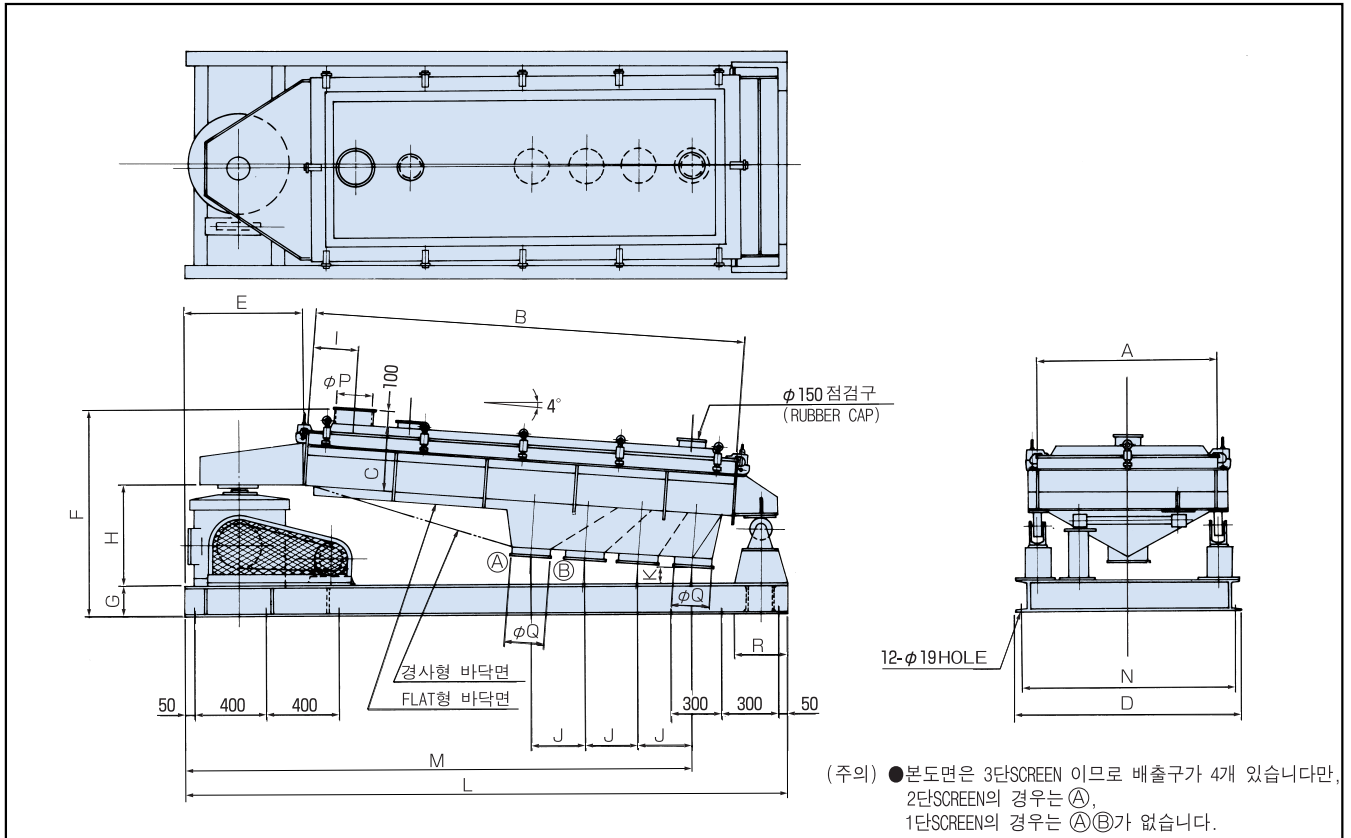 E
B
I
φP
100
4°
φ150 점검구
(RUBBER CAP)
A
F
C
H
G
Ⓐ
Ⓑ
K
φQ
φQ
R
경사형 바닥면
FLAT형 바닥면
12-φ19HOLE
N
D
50
400
400
300
300
50
J
J
J
M
L
(주의) ●본도면은 3단SCREEN 이므로 배출구가 4개 있습니다만,
2단SCREEN의 경우는 Ⓐ,
1단SCREEN의 경우는 ⒶⒷ가 없습니다.